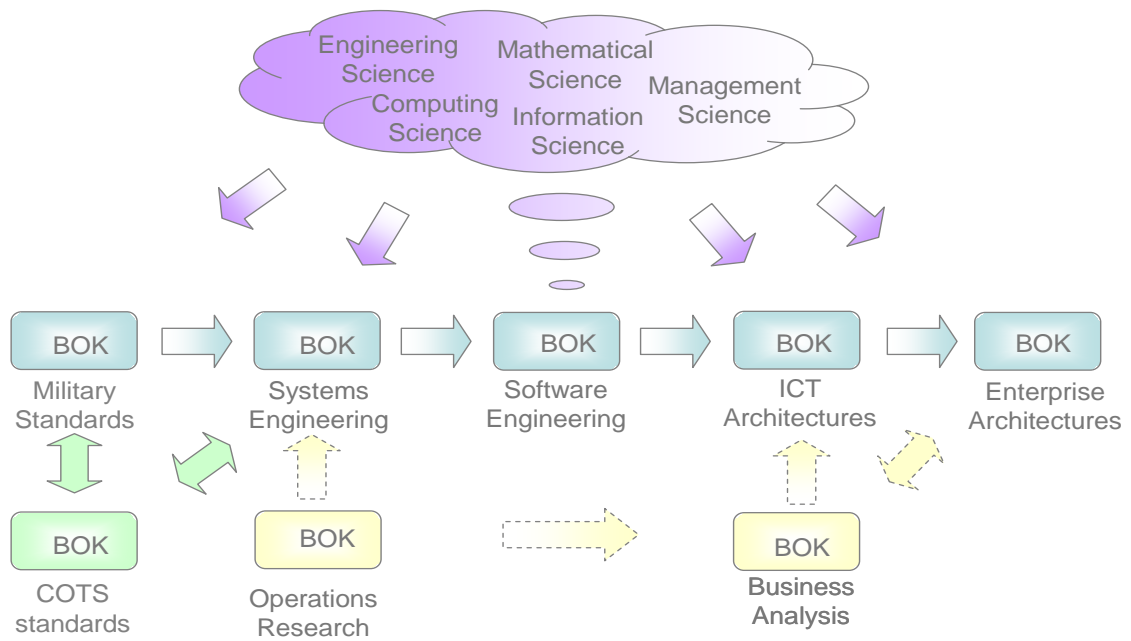 Engineering
Science
Mathematical
Science
Management
Science
Computing
Science
Information
Science
BOK
BOK
BOK
BOK
BOK
Military
Standards
Systems
Engineering
Software
Engineering
ICT
Architectures
Enterprise
Architectures
BOK
BOK
BOK
COTS
standards
Operations
Research
Business
Analysis